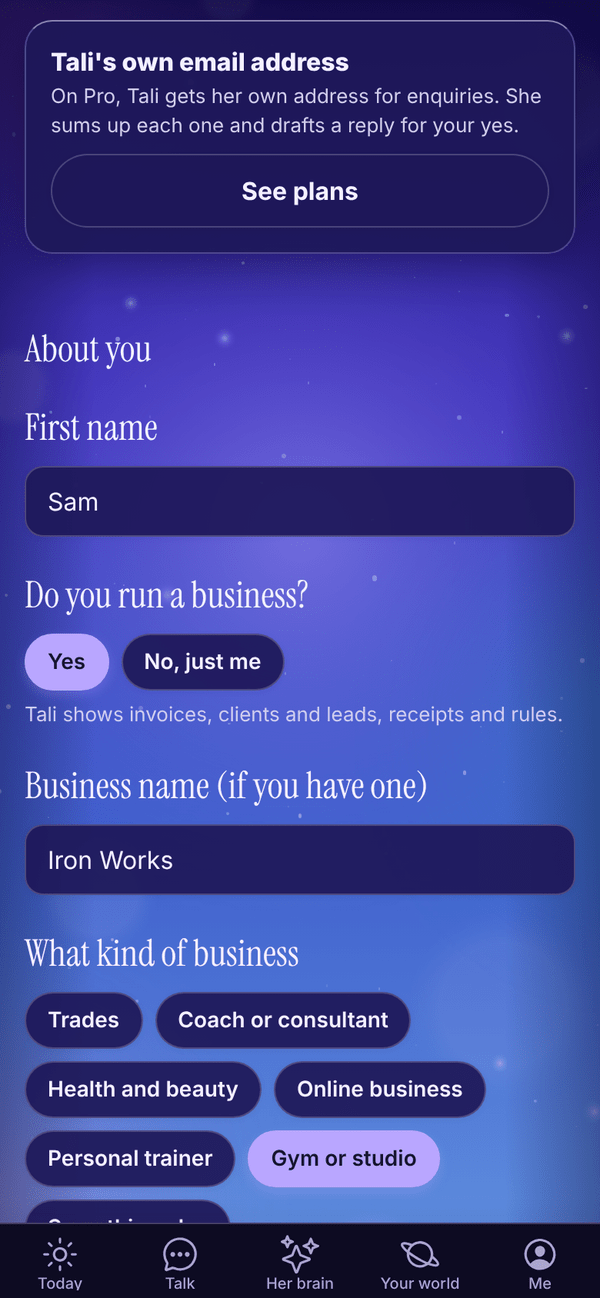 Tali's own email address
On Pro, Tali gets her own address for enquiries. She
sums up each one and drafts a reply for your yes.
See plans
About you
First name
Sam
Do you run a business?
Yes
No, just me
Tali shows invoices, clients and leads, receipts and rules.
Business name (if you have one)
Iron Works
What kind of business
Trades
Coach or consultant
Health and beauty
Online business
Personal trainer
Gym or studio
Today
Talk
Her brain
Your world
Me